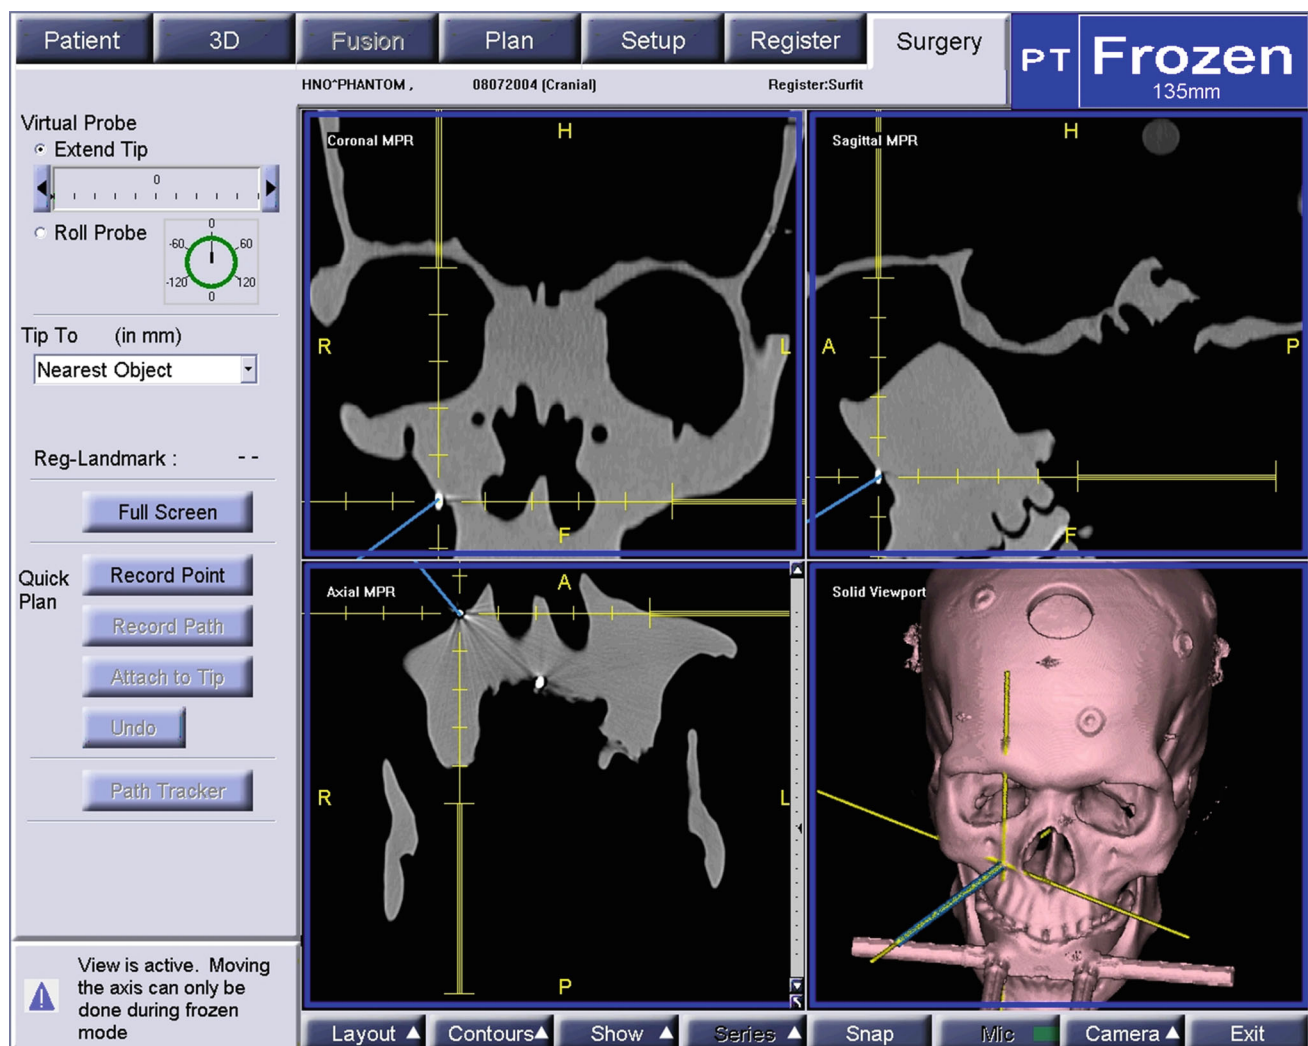 Patient
3D
Fusion
Plan
Setup
Register
Surgery
PT
Frozen
135mm
HNO^PHANTOM ,
08072004 (Cranial)
Register:Surfit
Virtual Probe
Extend Tip
0
Roll Probe
0
-60
60
-120
120
0
Tip To (in mm)
Nearest Object
Reg-Landmark : - -
Full Screen
Quick Plan
Record Point
Record Path
Attach to Tip
Undo
Path Tracker
View is active. Moving
the axis can only be
done during frozen
mode
Coronal MPR
H
R
L
F
Sagittal MPR
H
A
P
F
Axial MPR
A
R
L
P
Solid Viewport
Layout
Contours
Show
Series
Snap
Mic
Camera
Exit